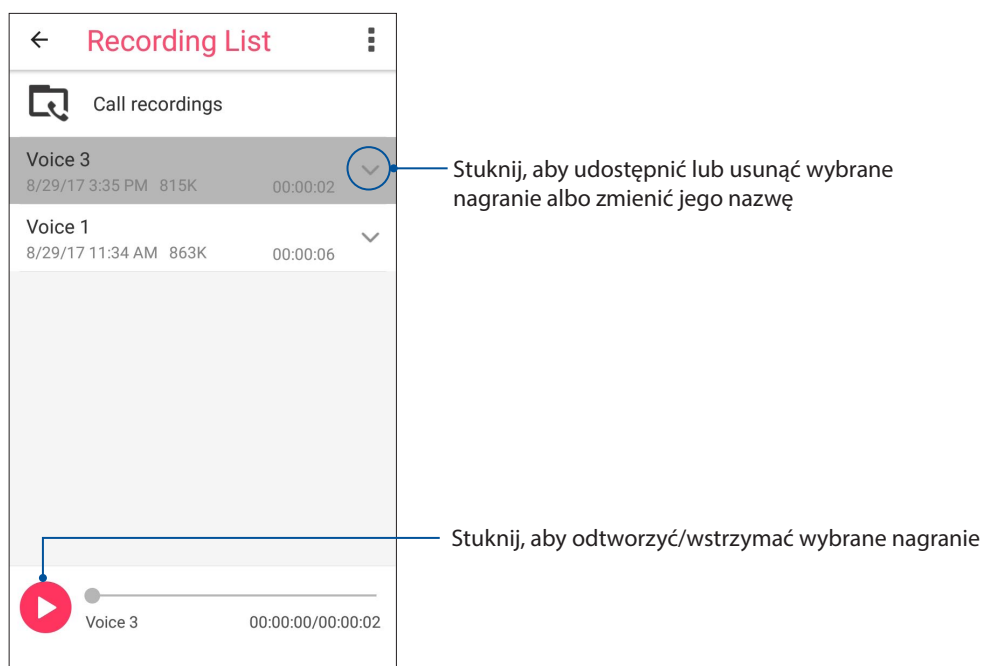 Recording List
Call recordings
Voice 3
8/29/17 3:35 PM 815K 00:00:02
Stuknij, aby udostępnić lub usunąć wybrane
nagranie albo zmienić jego nazwę
Voice 1
8/29/17 11:34 AM 863K 00:00:06
Stuknij, aby odtworzyć/wstrzymać wybrane nagranie
Voice 3 00:00:00/00:00:02